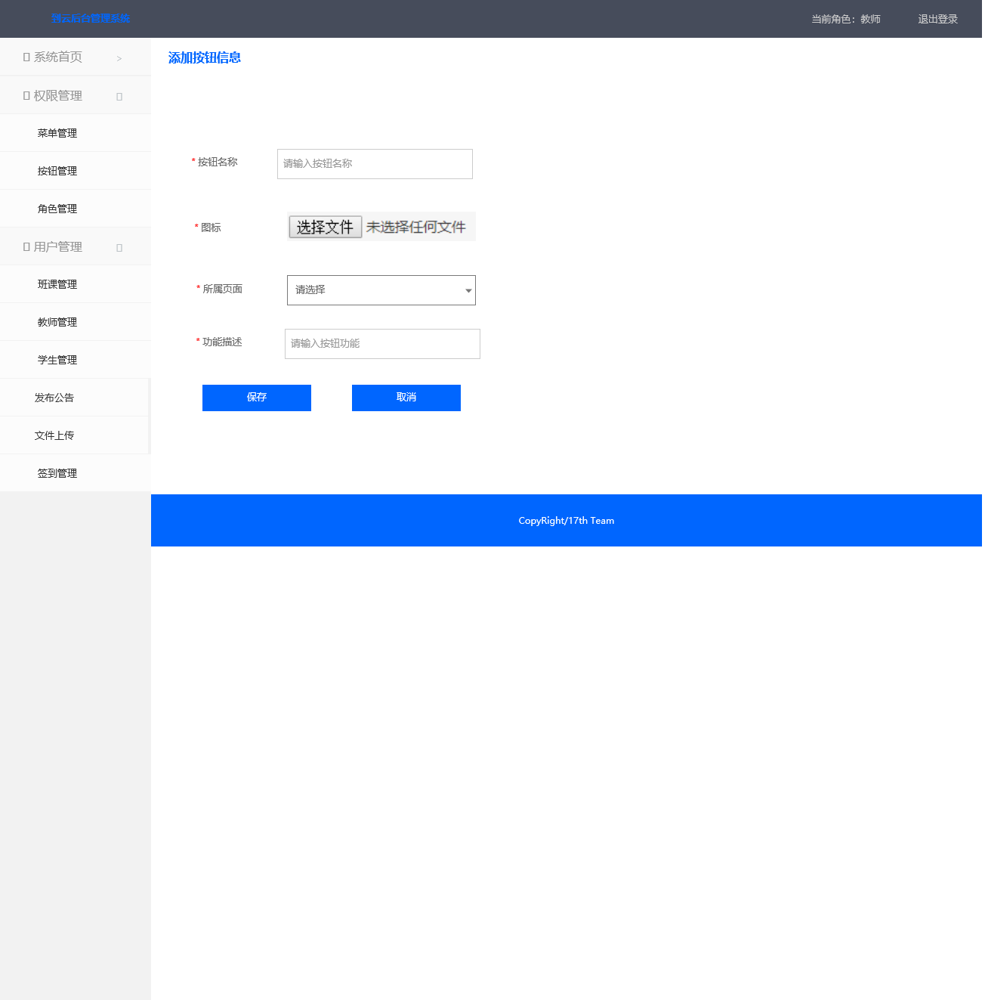 到云后台管理系统
当前角色：教师
退出登录
系统首页 >
权限管理
菜单管理
按钮管理
角色管理
用户管理
班课管理
教师管理
学生管理
发布公告
文件上传
签到管理
添加按钮信息
* 按钮名称 请输入按钮名称
* 图标 选择文件 未选择任何文件
* 所属页面 请选择
* 功能描述 请输入按钮功能
保存 取消
CopyRight/17th Team